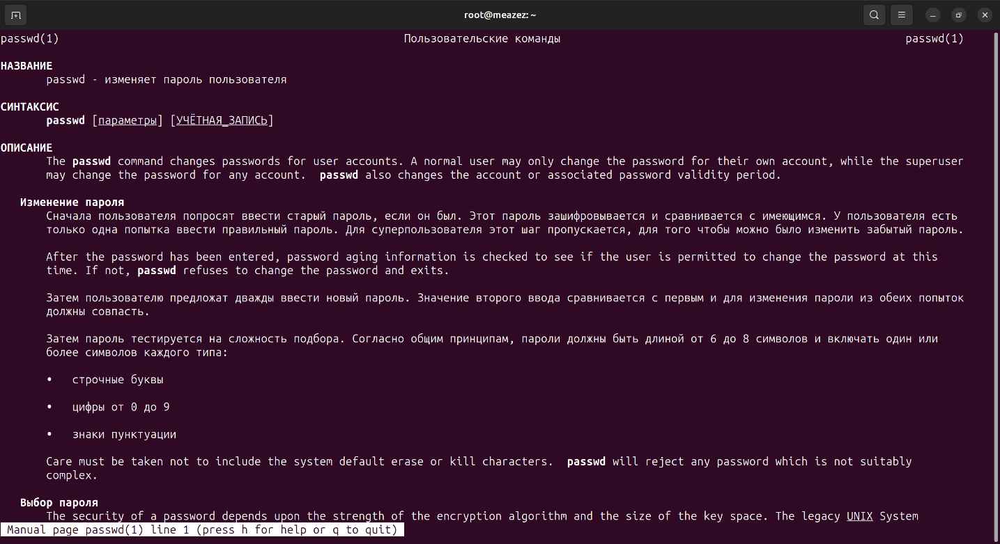 root@meazez: ~
passwd(1) Пользовательские команды passwd(1)
НАЗВАНИЕ
passwd - изменяет пароль пользователя
СИНТАКСИС
passwd [параметры] [УЧЁТНАЯ_ЗАПИСЬ]
ОПИСАНИЕ
The passwd command changes passwords for user accounts. A normal user may only change the password for their own account, while the superuser
may change the password for any account. passwd also changes the account or associated password validity period.
Изменение пароля
Сначала пользователя попросят ввести старый пароль, если он был. Этот пароль зашифровывается и сравнивается с имеющимся. У пользователя есть
только одна попытка ввести правильный пароль. Для суперпользователя этот шаг пропускается, для того чтобы можно было изменить забытый пароль.
After the password has been entered, password aging information is checked to see if the user is permitted to change the password at this
time. If not, passwd refuses to change the password and exits.
Затем пользователю предложат дважды ввести новый пароль. Значение второго ввода сравнивается с первым и для изменения пароли из обеих попыток
должны совпасть.
Затем пароль тестируется на сложность подбора. Согласно общим принципам, пароли должны быть длиной от 6 до 8 символов и включать один или
более символов каждого типа:
• строчные буквы
• цифры от 0 до 9
• знаки пунктуации
Care must be taken not to include the system default erase or kill characters. passwd will reject any password which is not suitably
complex.
Выбор пароля
The security of a password depends upon the strength of the encryption algorithm and the size of the key space. The legacy UNIX System
Manual page passwd(1) line 1 (press h for help or q to quit)